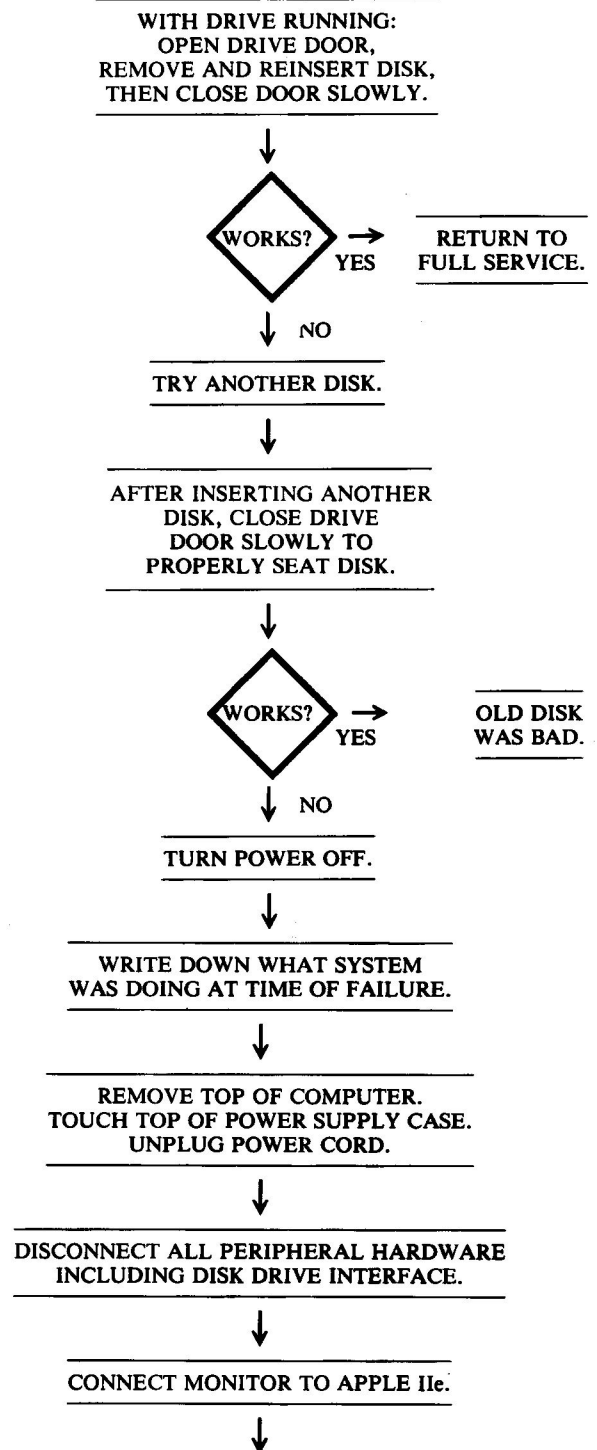 WITH DRIVE RUNNING:
OPEN DRIVE DOOR,
REMOVE AND REINSERT DISK,
THEN CLOSE DOOR SLOWLY.
WORKS?
YES
RETURN TO
FULL SERVICE.
NO
TRY ANOTHER DISK.
AFTER INSERTING ANOTHER
DISK, CLOSE DRIVE
DOOR SLOWLY TO
PROPERLY SEAT DISK.
WORKS?
YES
OLD DISK
WAS BAD.
NO
TURN POWER OFF.
WRITE DOWN WHAT SYSTEM
WAS DOING AT TIME OF FAILURE.
REMOVE TOP OF COMPUTER.
TOUCH TOP OF POWER SUPPLY CASE.
UNPLUG POWER CORD.
DISCONNECT ALL PERIPHERAL HARDWARE
INCLUDING DISK DRIVE INTERFACE.
CONNECT MONITOR TO APPLE IIe.